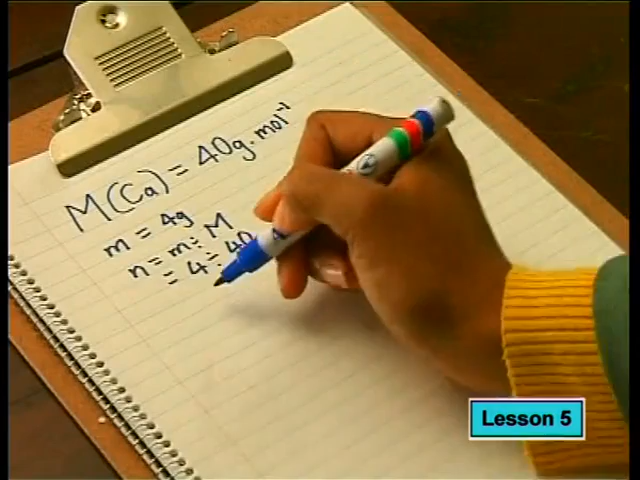 M(Ca) = 40g.mol⁻¹
m = 4g
n = m ÷ M
= 4 ÷ 40
Lesson 5